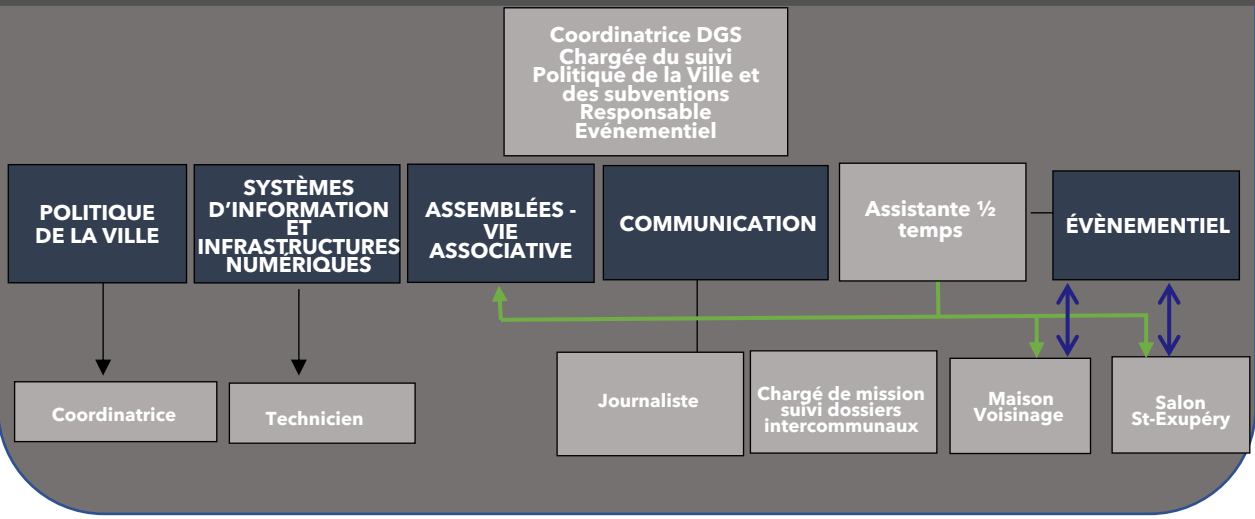 Coordinatrice DGS
Chargée du suivi
Politique de la Ville et
des subventions
Responsable
Evénementiel
POLITIQUE
DE LA VILLE
SYSTÈMES
D'INFORMATION
ET
INFRASTRUCTURES
NUMÉRIQUES
ASSEMBLÉES -
VIE
ASSOCIATIVE
COMMUNICATION
Assistante ½
temps
ÉVÈNEMENTIEL
Coordinatrice
Technicien
Journaliste
Chargé de mission
suivi dossiers
intercommunaux
Maison
Voisinage
Salon
St-Exupéry